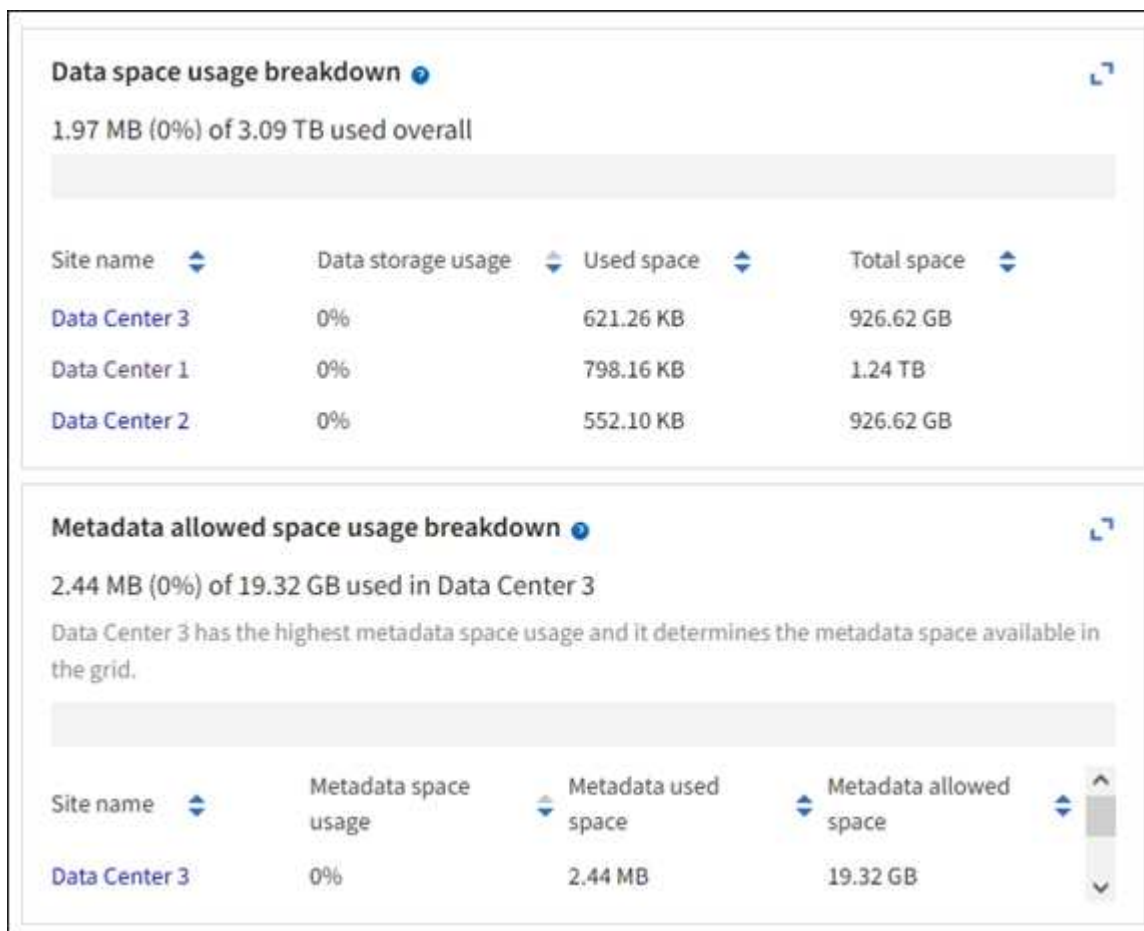 Data space usage breakdown ?
1.97 MB (0%) of 3.09 TB used overall
Site name Data storage usage Used space Total space
Data Center 3 0% 621.26 KB 926.62 GB
Data Center 1 0% 798.16 KB 1.24 TB
Data Center 2 0% 552.10 KB 926.62 GB
Metadata allowed space usage breakdown ?
2.44 MB (0%) of 19.32 GB used in Data Center 3
Data Center 3 has the highest metadata space usage and it determines the metadata space available in
the grid.
Site name Metadata space usage Metadata used space Metadata allowed space
Data Center 3 0% 2.44 MB 19.32 GB